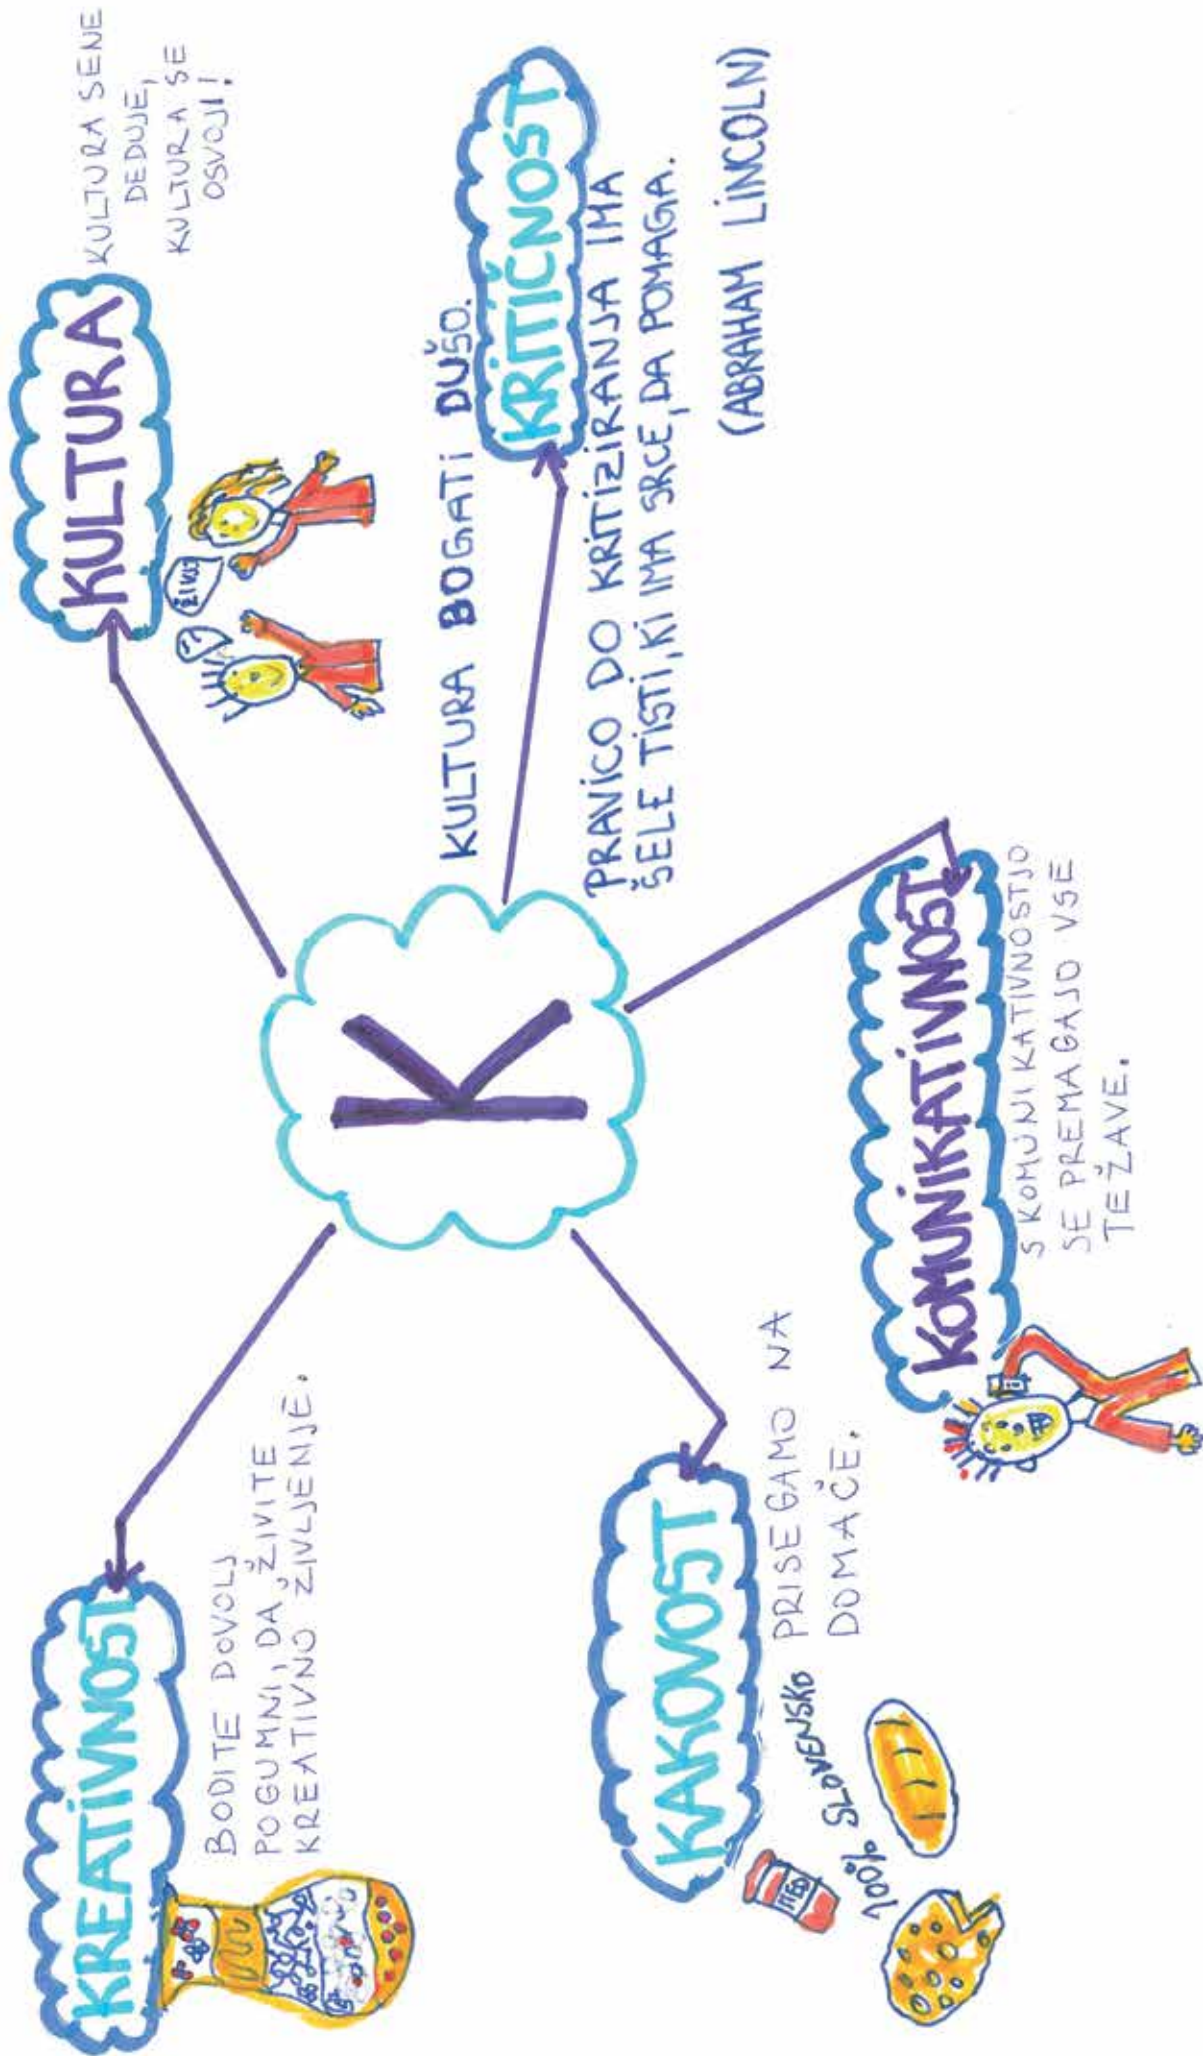 KREATIVNOST
BODITE DOVOLJ
POGUMNI, DA ŽIVITE
KREATIVNO ŽIVLJENJE.
KULTURA
KULTURA SE NE
DEDUJE,
KULTURA SE
OSVOJI!
??
ŽIVJO
KULTURA BOGATI DUŠO.
K
KRITIČNOST
PRAVICO DO KRITIZIRANJA IMA
ŠELE TISTI, KI IMA SRCE, DA POMAGA.
(ABRAHAM LINCOLN)
KAKOVOST
PRISEGAMO NA
DOMAČE.
MED
100% SLOVENSKO
KOMUNIKATIVNOST
S KOMUNIKATIVNOSTJO
SE PREMAGAJO VSE
TEŽAVE.